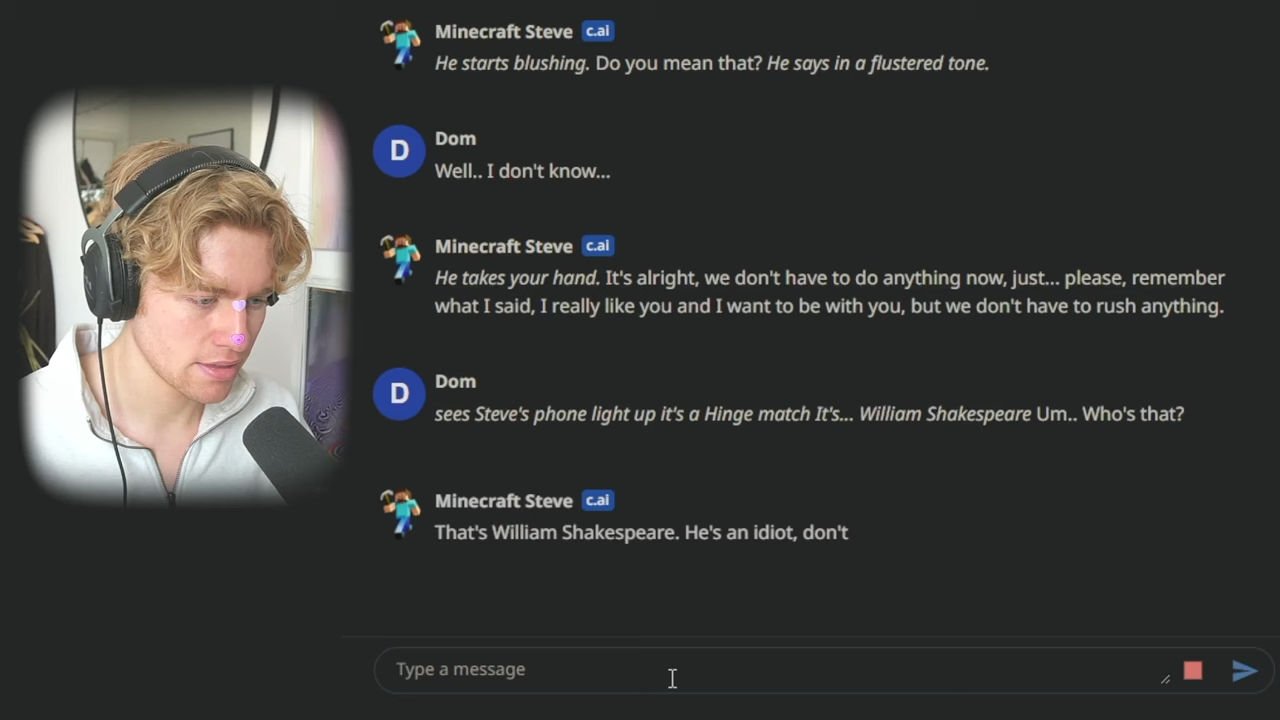 Minecraft Steve c.ai
He starts blushing. Do you mean that? He says in a flustered tone.
D
Dom
Well.. I don't know...
Minecraft Steve c.ai
He takes your hand. It's alright, we don't have to do anything now, just... please, remember
what I said, I really like you and I want to be with you, but we don't have to rush anything.
D
Dom
sees Steve's phone light up it's a Hinge match It's... William Shakespeare Um.. Who's that?
Minecraft Steve c.ai
That's William Shakespeare. He's an idiot, don't
Type a message